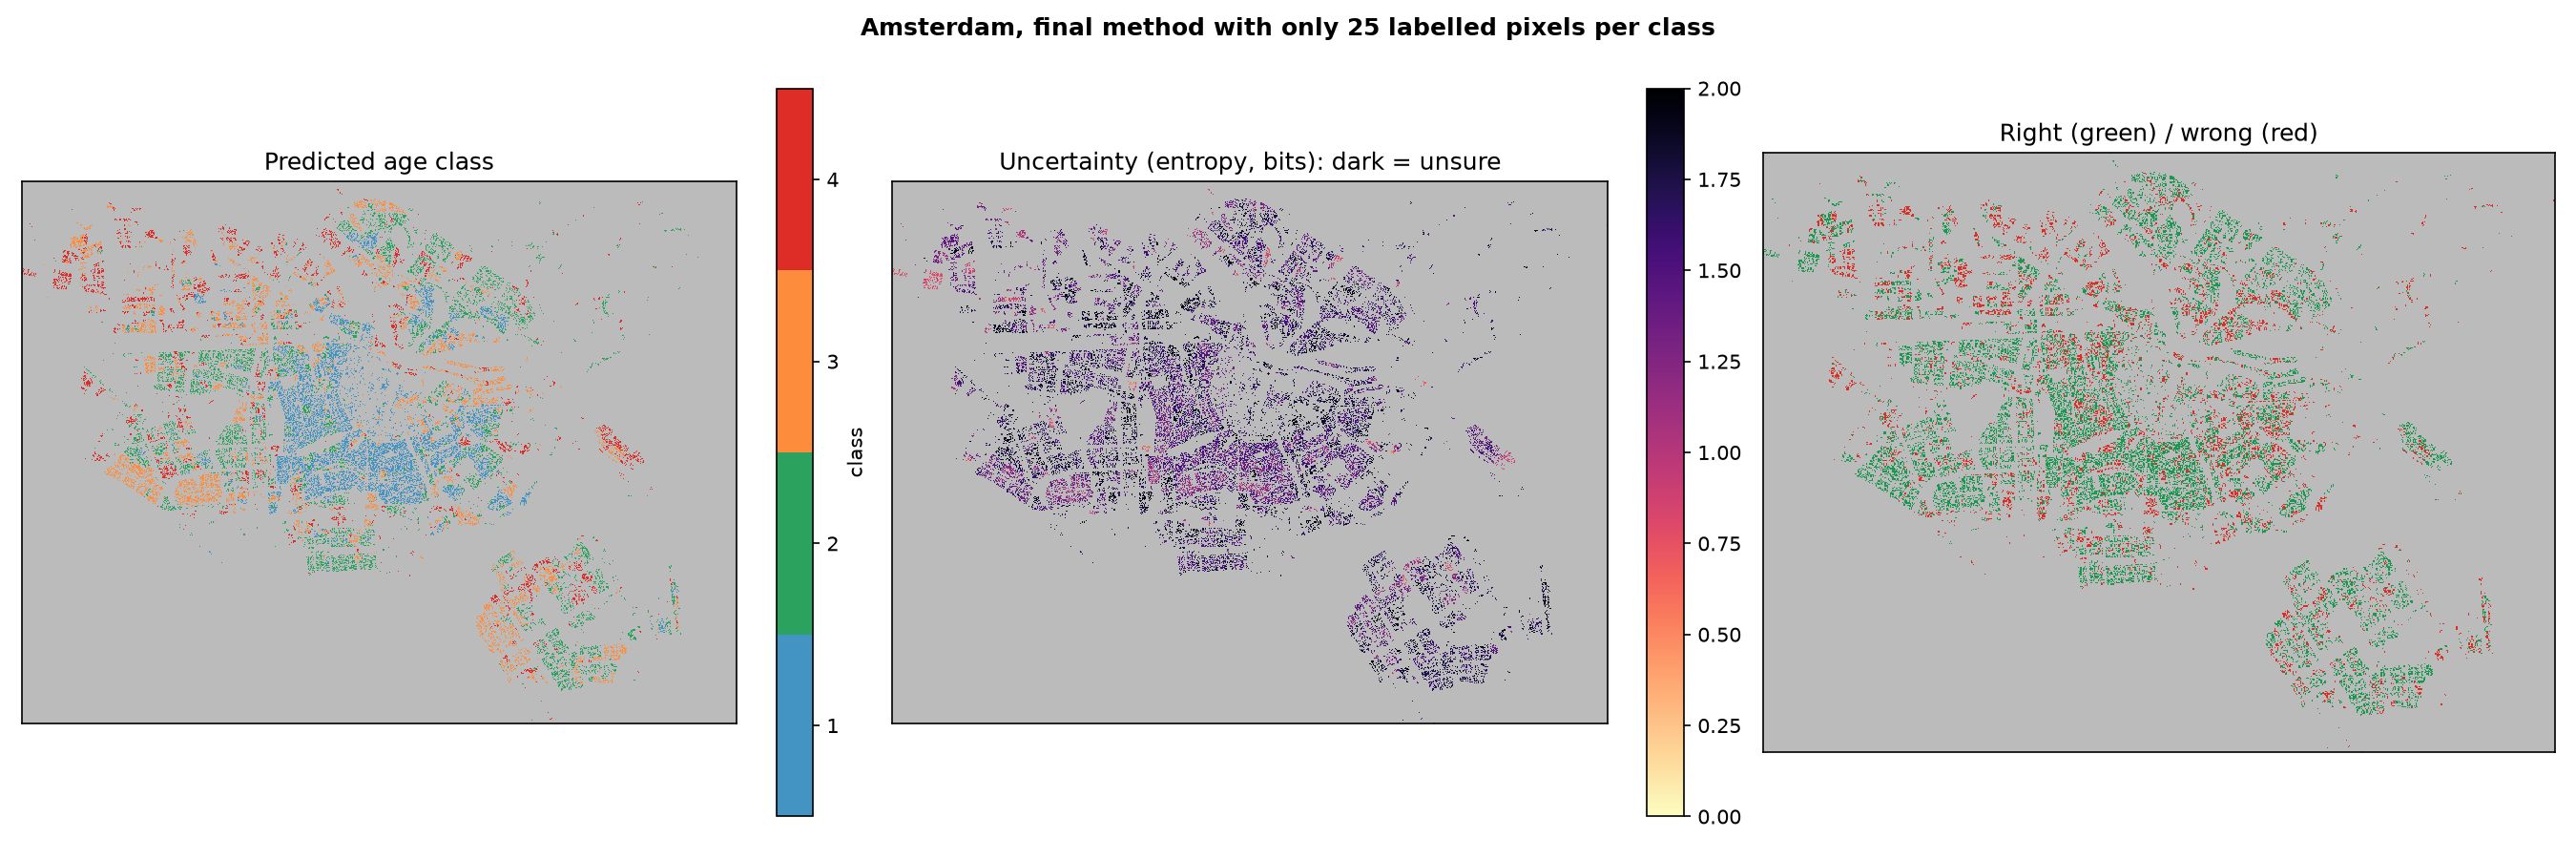 Amsterdam, final method with only 25 labelled pixels per class
Predicted age class
4
3
2
1
class
Uncertainty (entropy, bits): dark = unsure
2.00
1.75
1.50
1.25
1.00
0.75
0.50
0.25
0.00
Right (green) / wrong (red)